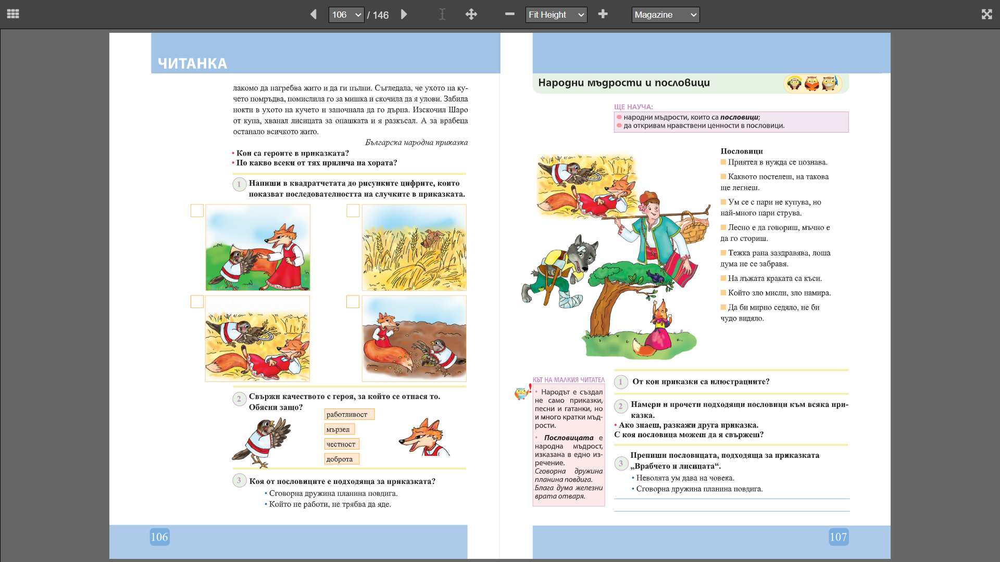 106 / 146 Fit Height Magazine
ЧИТАНКА
лакомо да нагребва жито и да ги пълни. Съгледала, че ухото на ку-
чето помръдва, помислила го за мишка и скочила да я улови. Забила
нокти в ухото на кучето и започнала да го дърпа. Изскочил Шаро
от купа, хванал лисицата за опашката и я разкъсал. А за врабеца
останало всичкото жито.
Българска народна приказка
• Кои са героите в приказката?
• По какво всеки от тях прилича на хората?
1 Напиши в квадратчетата до рисунките цифрите, които
показват последователността на случките в приказката.
2 Свържи качеството с героя, за който се отнася то.
Обясни защо?
работливост
мързел
честност
доброта
3 Коя от пословиците е подходяща за приказката?
• Сговорна дружина планина повдига.
• Който не работи, не трябва да яде.
106
Народни мъдрости и пословици
ЩЕ НАУЧА:
народни мъдрости, които са пословици;
да откривам нравствени ценности в пословици.
Пословици
Приятел в нужда се познава.
Каквото постелеш, на такова
ще легнеш.
Ум се с пари не купува, но
най-много пари струва.
Лесно е да говориш, мъчно е
да го сториш.
Тежка рана заздравява, лоша
дума не се забравя.
На лъжата краката са къси.
Който зло мисли, зло намира.
Да би мирно седяло, не би
чудо видяло.
КЪТ НА МАЛКИЯ ЧИТАТЕЛ
• Народът е създал
не само приказки,
песни и гатанки, но
и много кратки мъд-
рости.
• Пословицата е
народна мъдрост,
изказана в едно из-
речение.
Сговорна дружина
планина повдига.
Блага дума железни
врата отваря.
1 От кои приказки са илюстрациите?
2 Намери и прочети подходящи пословици към всяка при-
казка.
• Ако знаеш, разкажи друга приказка.
С коя пословица можеш да я свържеш?
3 Препиши пословицата, подходяща за приказката
„Врабчето и лисицата“.
• Неволята ум дава на човека.
• Сговорна дружина планина повдига.
107